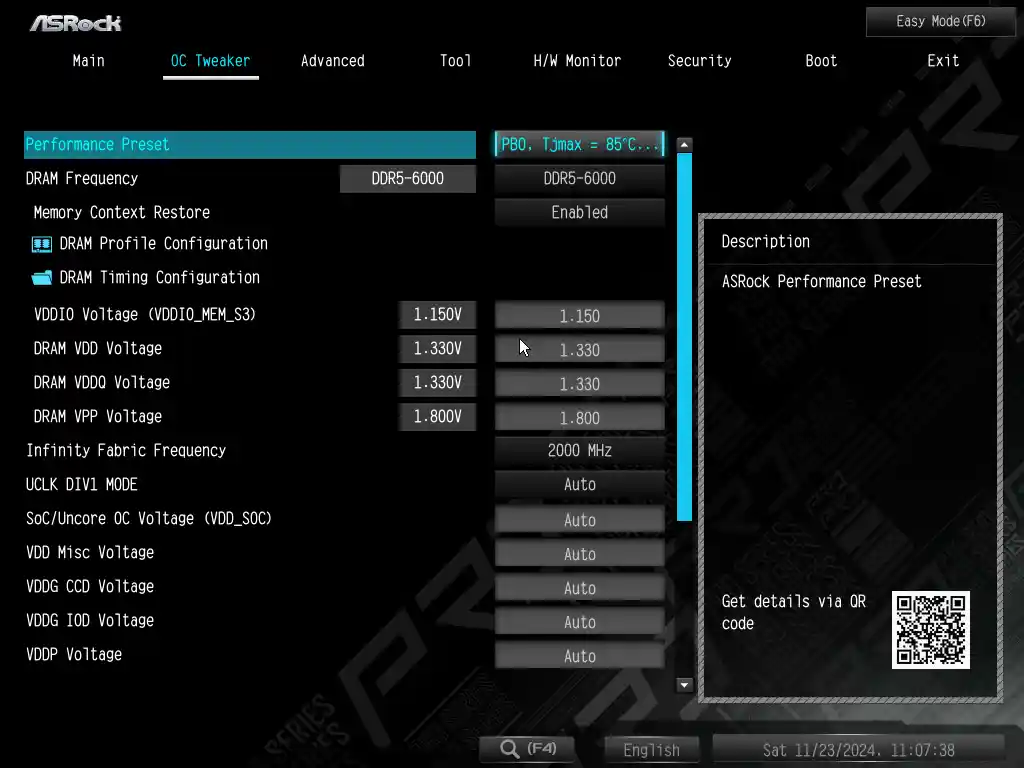 ASRock
Easy Mode(F6)
Main OC Tweaker Advanced Tool H/W Monitor Security Boot Exit
Performance Preset PBO, Tjmax = 85°C...
DRAM Frequency DDR5-6000 DDR5-6000
Memory Context Restore Enabled
DRAM Profile Configuration
DRAM Timing Configuration
VDDIO Voltage (VDDIO_MEM_S3) 1.150V 1.150
DRAM VDD Voltage 1.330V 1.330
DRAM VDDQ Voltage 1.330V 1.330
DRAM VPP Voltage 1.800V 1.800
Infinity Fabric Frequency 2000 MHz
UCLK DIV1 MODE Auto
SoC/Uncore OC Voltage (VDD_SOC) Auto
VDD Misc Voltage Auto
VDDG CCD Voltage Auto
VDDG IOD Voltage Auto
VDDP Voltage Auto
Description
ASRock Performance Preset
Get details via QR
code
SERIES
(F4) English Sat 11/23/2024, 11:07:38